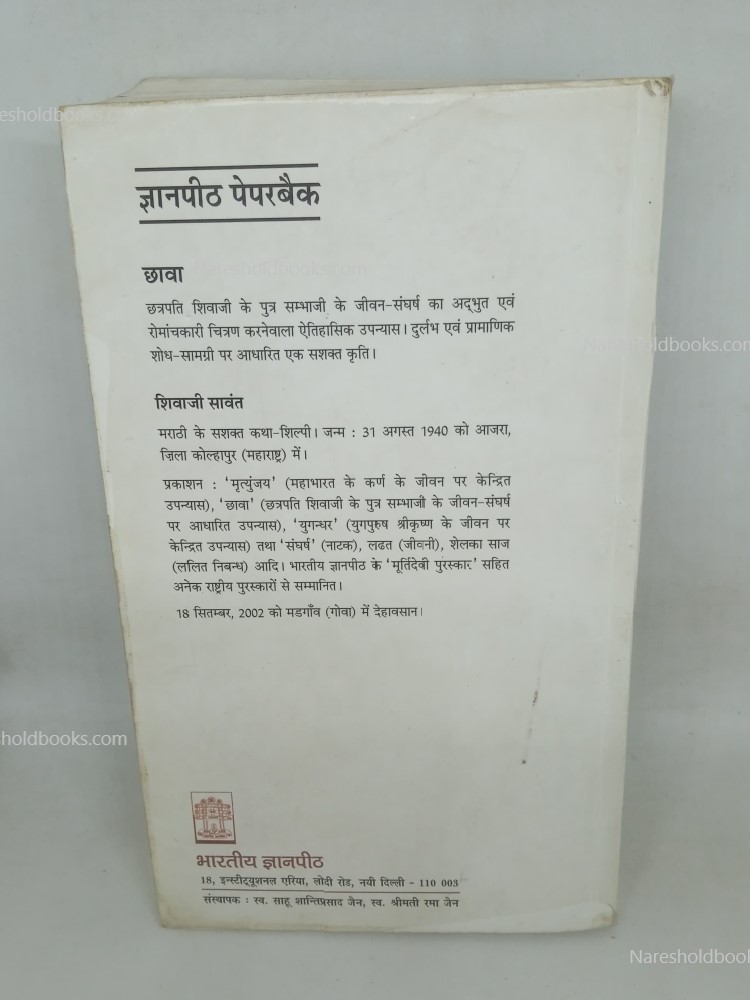 ज्ञानपीठ पेपरबैक
छावा
छत्रपति शिवाजी के पुत्र सम्भाजी के जीवन-संघर्ष का अद्भुत एवं
रोमांचकारी चित्रण करनेवाला ऐतिहासिक उपन्यास। दुर्लभ एवं प्रामाणिक
शोध-सामग्री पर आधारित एक सशक्त कृति।
शिवाजी सावंत
मराठी के सशक्त कथा-शिल्पी। जन्म : 31 अगस्त 1940 को आजरा,
ज़िला कोल्हापुर (महाराष्ट्र) में।
प्रकाशन : 'मृत्युंजय' (महाभारत के कर्ण के जीवन पर केन्द्रित
उपन्यास), 'छावा' (छत्रपति शिवाजी के पुत्र सम्भाजी के जीवन-संघर्ष
पर आधारित उपन्यास), 'युगन्धर' (युगपुरुष श्रीकृष्ण के जीवन पर
केन्द्रित उपन्यास) तथा 'संघर्ष' (नाटक), लढत (जीवनी), शेलका साज
(ललित निबन्ध) आदि। भारतीय ज्ञानपीठ के 'मूर्तिदेवी पुरस्कार' सहित
अनेक राष्ट्रीय पुरस्कारों से सम्मानित।
18 सितम्बर, 2002 को मडगाँव (गोवा) में देहावसान।
भारतीय ज्ञानपीठ
18, इन्स्टीट्यूशनल एरिया, लोदी रोड, नयी दिल्ली - 110 003
संस्थापक : स्व. साहू शान्तिप्रसाद जैन, स्व. श्रीमती रमा जैन
esholdbooks.com
Naresholdbooks.com
Naresholdbooks.com
sholdbooks.com
Naresholdbook